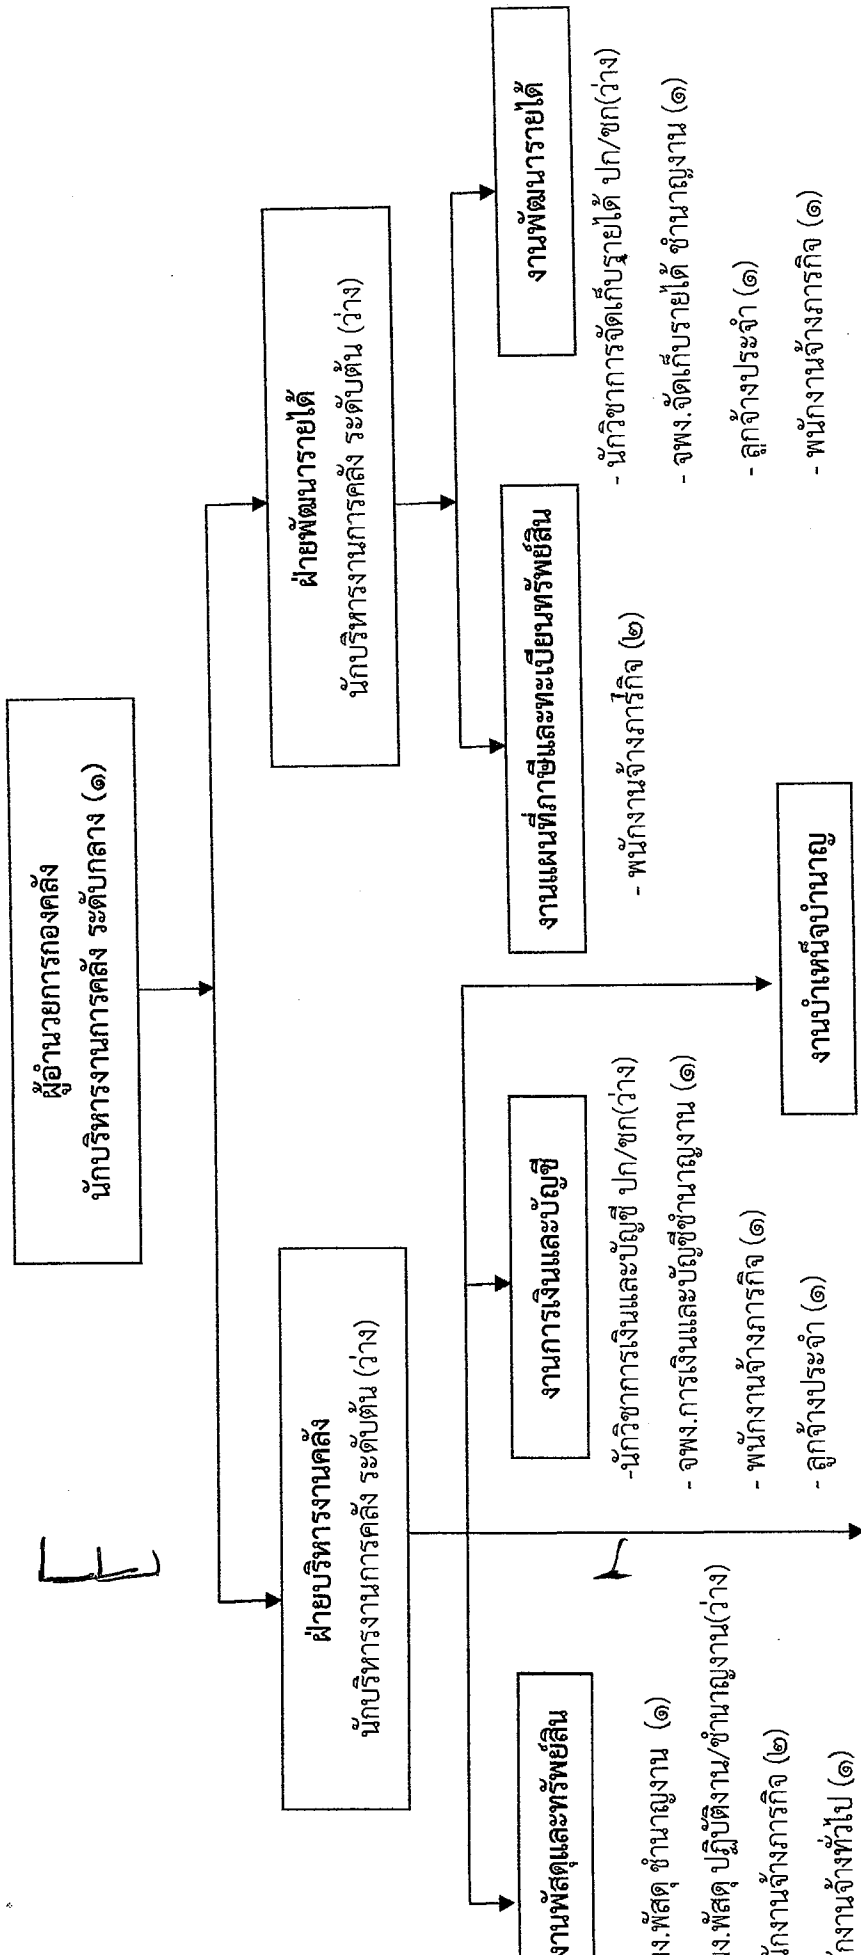 ผู้อำนวยการกองคลัง
นักบริหารงานการคลัง ระดับกลาง (๑)
ฝ่ายบริหารงานคลัง
นักบริหารงานการคลัง ระดับต้น (ว่าง)
ฝ่ายพัฒนารายได้
นักบริหารงานการคลัง ระดับต้น (ว่าง)
งานพัสดุและทรัพย์สิน
พัสดุ ชำนาญงาน (๑)
พัสดุ ปฏิบัติงาน/ชำนาญงาน(ว่าง)
งานจ้างภารกิจ (๒)
งานจ้างทั่วไป (๑)
งานการเงินและบัญชี
-นักวิชาการเงินและบัญชี ปก/ชก(ว่าง)
- จพง.การเงินและบัญชีชำนาญงาน (๑)
- พนักงานจ้างภารกิจ (๑)
- ลูกจ้างประจำ (๑)
งานบำเหน็จบำนาญ
งานแผนที่ภาษีและทะเบียนทรัพย์สิน
- พนักงานจ้างภารกิจ (๒)
งานพัฒนารายได้
- นักวิชาการจัดเก็บรายได้ ปก/ชก(ว่าง)
- จพง.จัดเก็บรายได้ ชำนาญงาน (๑)
- ลูกจ้างประจำ (๑)
- พนักงานจ้างภารกิจ (๑)